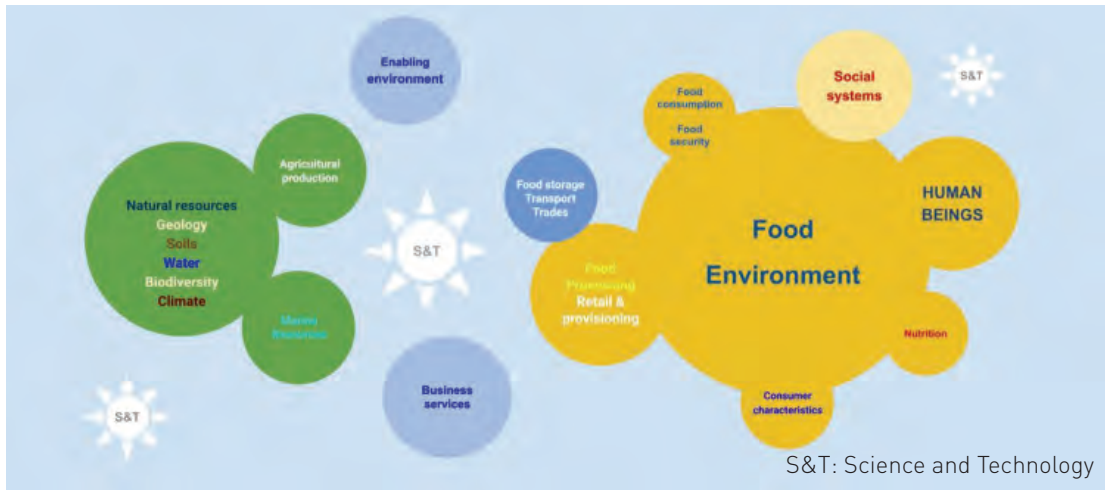 Enabling
environment
Social
systems
S&T
Food
consumption
Food
security
Agricultural
production
Food storage
Transport
Trades
HUMAN
BEINGS
Natural resources
Geology
Soils
Water
Biodiversity
Climate
S&T
Food
Environment
Food
Processing
Retail &
provisioning
Resources
Nutrition
Business
services
Consumer
characteristics
S&T
S&T: Science and Technology